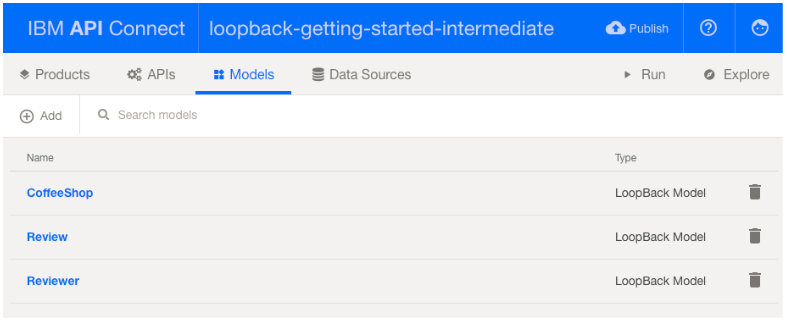 IBM API Connect loopback-getting-started-intermediate Publish
Products APIs Models Data Sources Run Explore
Add Search models
Name Type
CoffeeShop LoopBack Model
Review LoopBack Model
Reviewer LoopBack Model